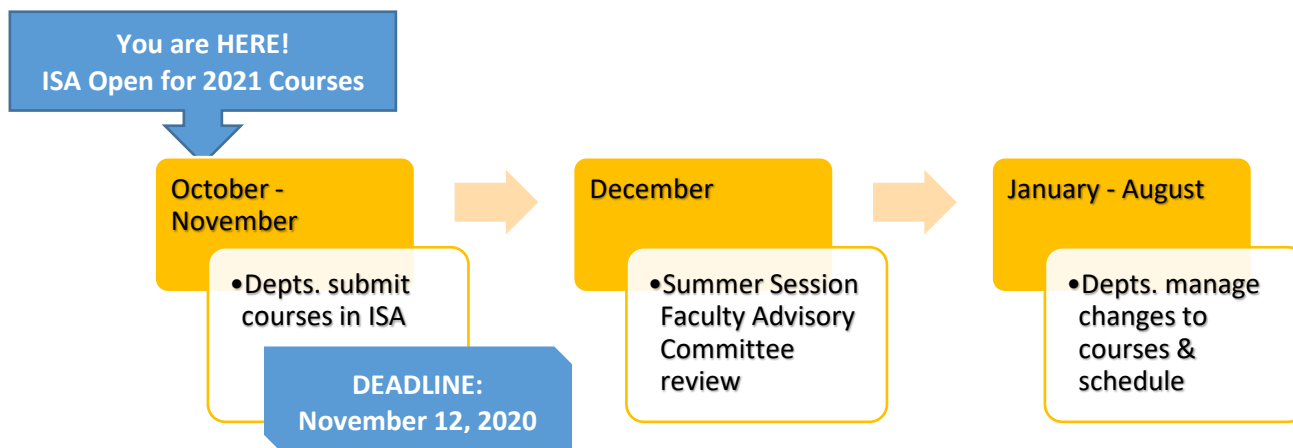 You are HERE!
ISA Open for 2021 Courses
October -
November
•Depts. submit
courses in ISA
DEADLINE:
November 12, 2020
December
•Summer Session
Faculty Advisory
Committee
review
January - August
•Depts. manage
changes to
courses &
schedule